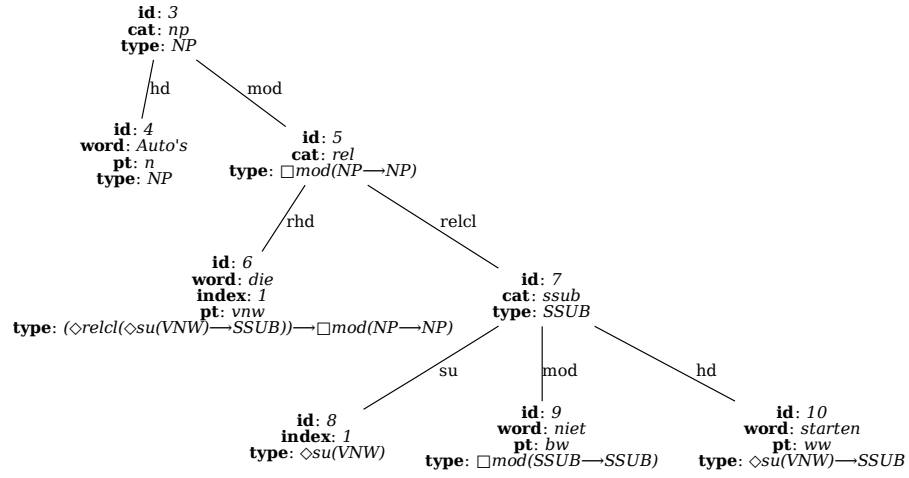 id: 3
cat: np
type: NP
hd
mod
id: 4
word: Auto's
pt: n
type: NP
id: 5
cat: rel
type: □mod(NP⟶NP)
rhd
relcl
id: 6
word: die
index: 1
pt: vnw
type: (◇relcl(◇su(VNW)⟶SSUB))⟶□mod(NP⟶NP)
id: 7
cat: ssub
type: SSUB
su
mod
hd
id: 8
index: 1
type: ◇su(VNW)
id: 9
word: niet
pt: bw
type: □mod(SSUB⟶SSUB)
id: 10
word: starten
pt: ww
type: ◇su(VNW)⟶SSUB